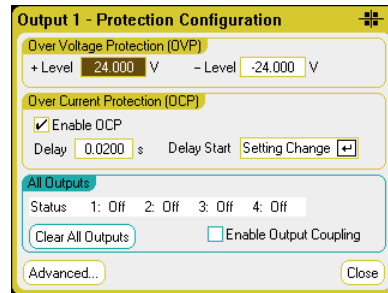 Output 1 - Protection Configuration
Over Voltage Protection (OVP)
+ Level 24.000 V - Level -24.000 V
Over Current Protection (OCP)
Enable OCP
Delay 0.0200 s Delay Start Setting Change
All Outputs
Status 1: Off 2: Off 3: Off 4: Off
Clear All Outputs Enable Output Coupling
Advanced... Close